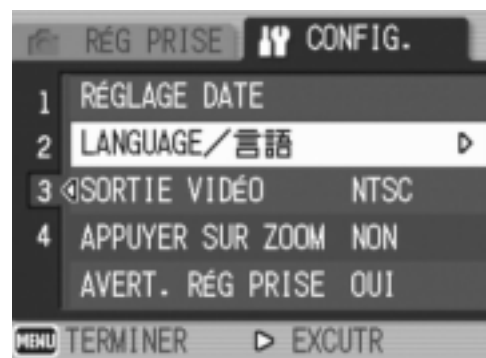 RÉG PRISE CONFIG.
1 RÉGLAGE DATE
2 LANGUAGE/言語
3 SORTIE VIDÉO NTSC
4 APPUYER SUR ZOOM NON
AVERT. RÉG PRISE OUI
MENU TERMINER EXCUTR